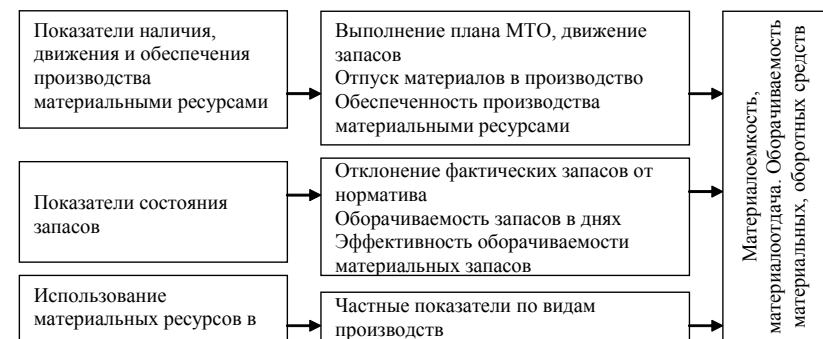 Показатели наличия,
движения и обеспечения
производства
материальными ресурсами
Выполнение плана МТО, движение
запасов
Отпуск материалов в производство
Обеспеченность производства
материальными ресурсами
Показатели состояния
запасов
Отклонение фактических запасов от
норматива
Оборачиваемость запасов в днях
Эффективность оборачиваемости
материальных запасов
Использование
материальных ресурсов в
Частные показатели по видам
производств
Материалоемкость,
материалоотдача. Оборачиваемость
материальных, оборотных средств